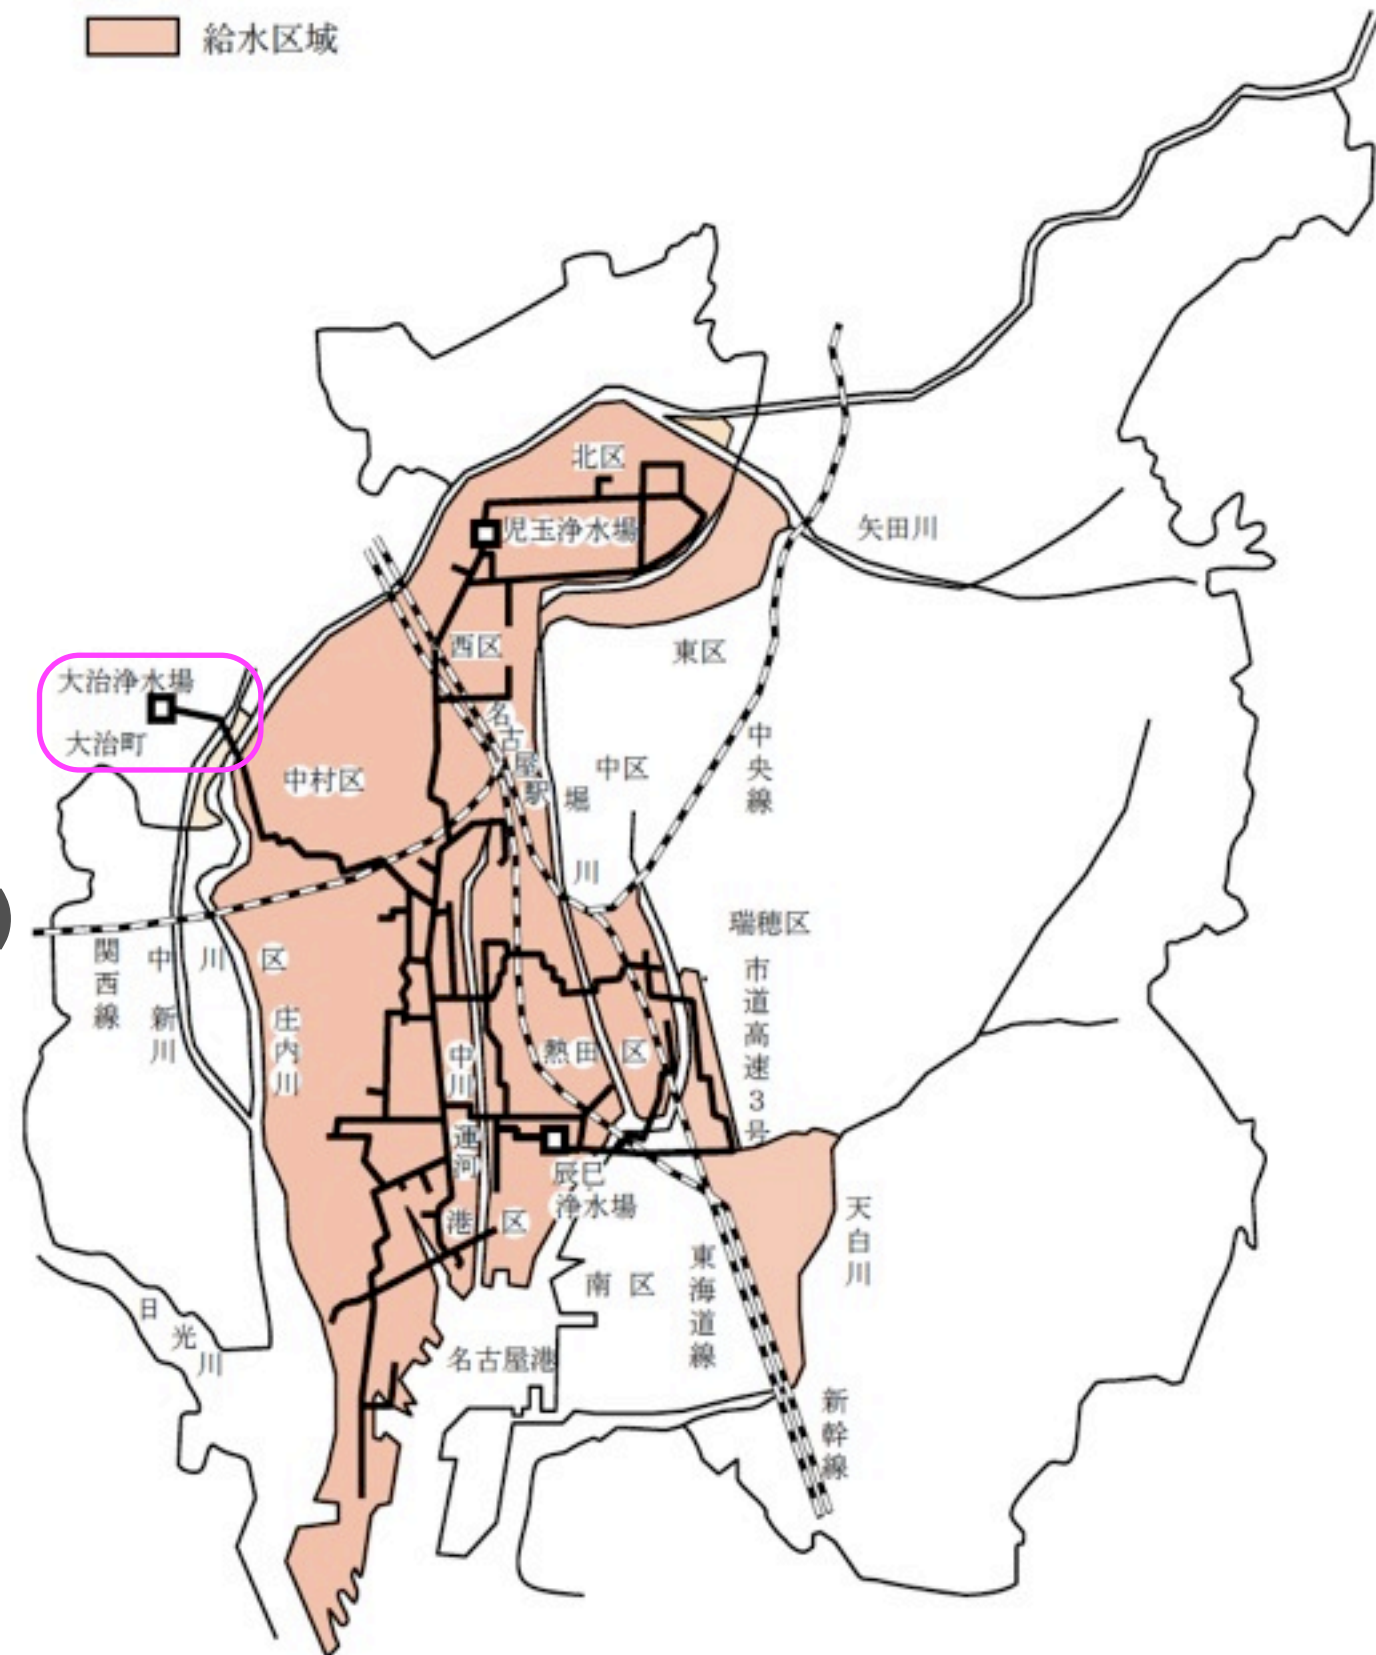 給水区域
北区
児玉浄水場
矢田川
西区
東区
大治浄水場
大治町
名古屋駅
中央線
中区
中村区
堀川
瑞穂区
関西線
中川区
新川
庄内川
市道高速3号
熱田区
中川運河
辰巳
浄水場
港区
天白川
南区
東海道線
日光川
名古屋港
新幹線